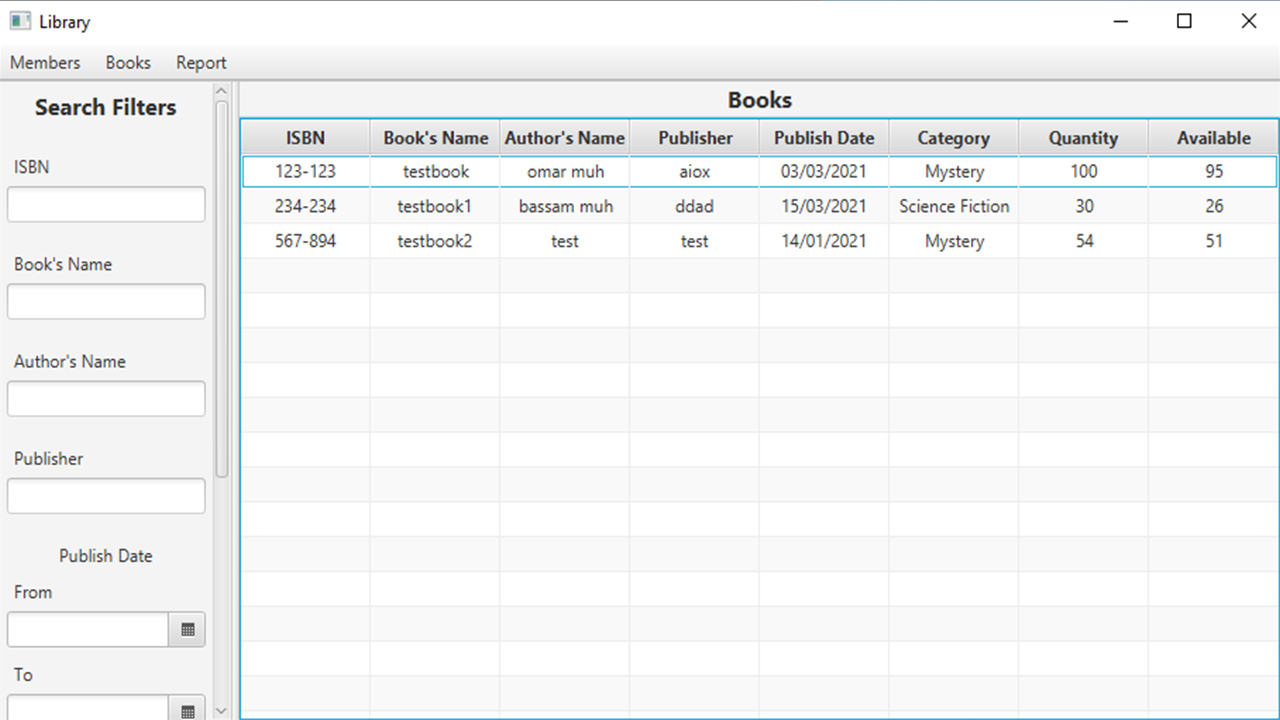 Library
Members Books Report
Search Filters
ISBN
Book's Name
Author's Name
Publisher
Publish Date
From
To
Books
ISBN Book's Name Author's Name Publisher Publish Date Category Quantity Available
123-123 testbook omar muh aiox 03/03/2021 Mystery 100 95
234-234 testbook1 bassam muh ddad 15/03/2021 Science Fiction 30 26
567-894 testbook2 test test 14/01/2021 Mystery 54 51